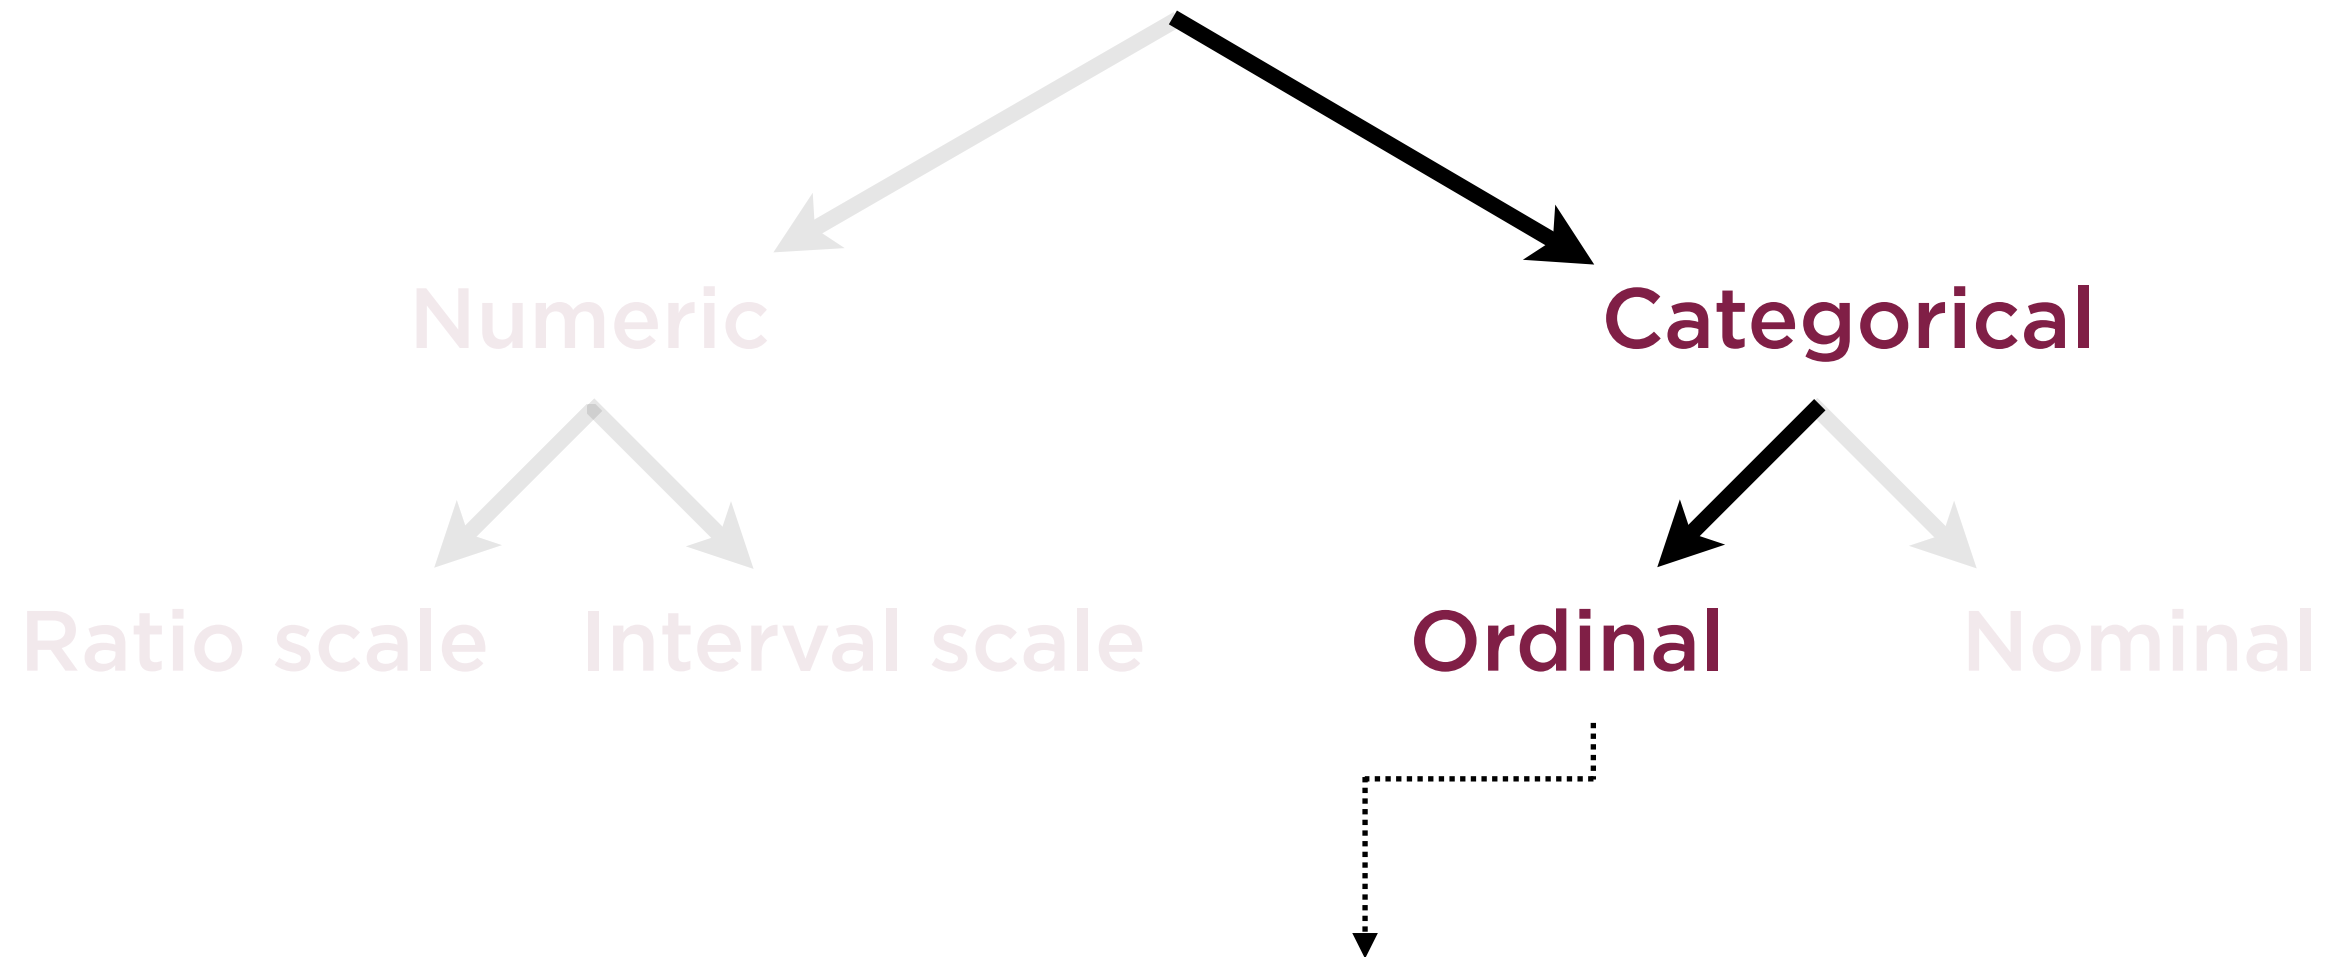 Numeric
Categorical
Ratio scale
Interval scale
Ordinal
Nominal